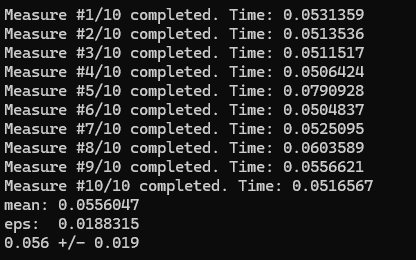 Measure #1/10 completed. Time: 0.0531359
Measure #2/10 completed. Time: 0.0513536
Measure #3/10 completed. Time: 0.0511517
Measure #4/10 completed. Time: 0.0506424
Measure #5/10 completed. Time: 0.0790928
Measure #6/10 completed. Time: 0.0504837
Measure #7/10 completed. Time: 0.0525095
Measure #8/10 completed. Time: 0.0603589
Measure #9/10 completed. Time: 0.0556621
Measure #10/10 completed. Time: 0.0516567
mean: 0.0556047
eps:  0.0188315
0.056 +/- 0.019